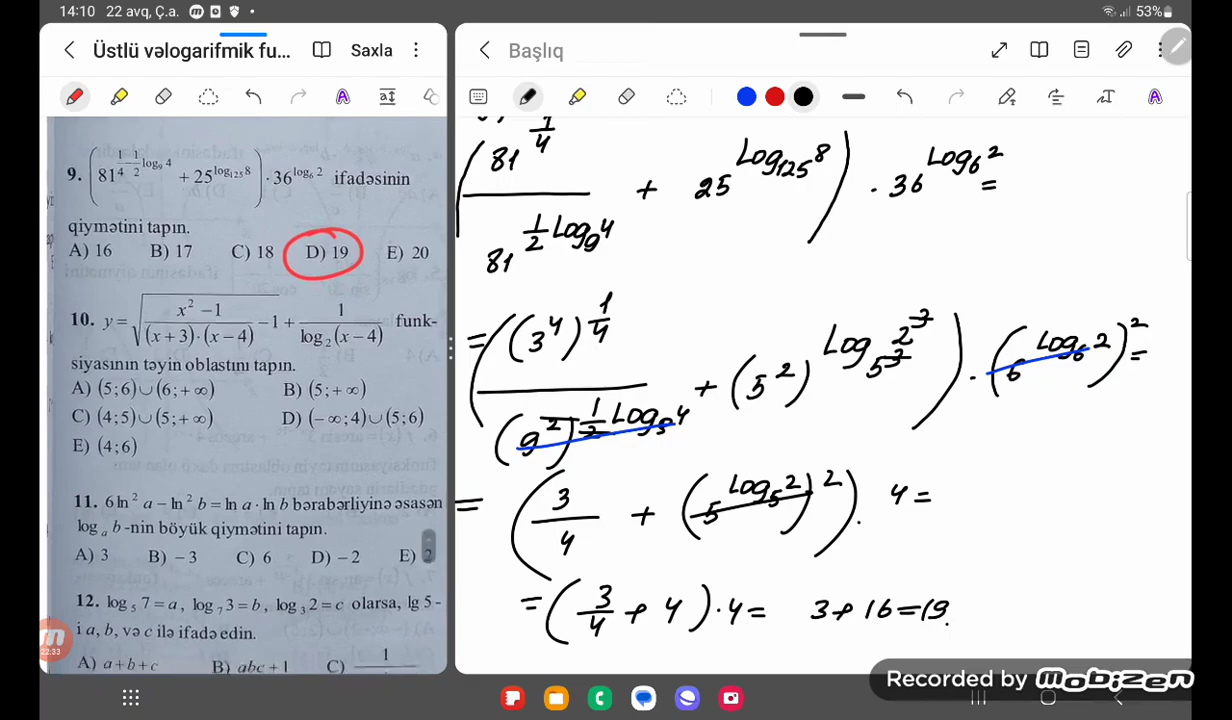 14:10 22 avq, Ç.a. 53%
Üstlü vəlogarifmik fu... Saxla
9. (81^(1/4 - 1/2 log₉ 4) + 25^(log₁₂₅ 8)) · 36^(log₆ 2) ifadəsinin
qiymətini tapın.
A) 16 B) 17 C) 18 D) 19 E) 20
10. y = √((x² − 1)/((x + 3)·(x − 4)) − 1) + 1/(log₂(x − 4)) funk-
siyasının təyin oblastını tapın.
A) (5; 6) ∪ (6; + ∞) B) (5; + ∞)
C) (4; 5) ∪ (5; + ∞) D) (− ∞; 4) ∪ (5; 6)
E) (4; 6)
11. 6 ln² a − ln² b = ln a · ln b bərabərliyinə əsasən
log_a b -nin böyük qiymətini tapın.
A) 3 B) − 3 C) 6 D) − 2 E) 2
12. log₅ 7 = a, log₇ 3 = b, log₃ 2 = c olarsa, lg 5 -
i a, b, və c ilə ifadə edin.
A) a + b + c B) abc + 1 C) 1
22:33
Başlıq
(81^(1/4) / 81^(1/2 Log₉ 4) + 25^(Log₁₂₅ 8)) · 36^(Log₆ 2) =
= ((3⁴)^(1/4) / (9²)^(1/2 Log₉ 4) + (5²)^(Log_(5³) 2³)) · (6^(Log₆ 2))² =
= (3/4 + (5^(Log₅ 2))²) · 4 =
= (3/4 + 4) · 4 = 3 + 16 = 19.
Recorded by mobizen